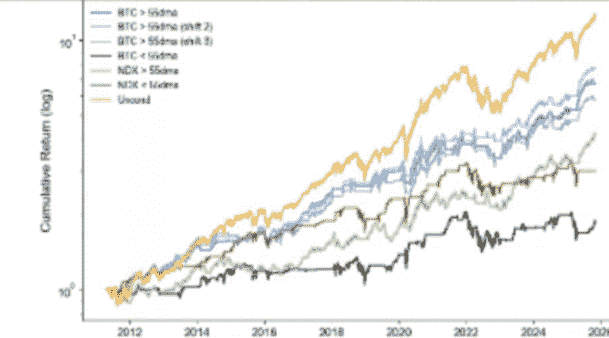 BTC > 55dma
BTC > 55dma (shift 2)
BTC > 55dma (shift 3)
BTC < 55dma
NDX > 55dma
NDX < 55dma
10¹
10⁰
Cumulative Return (log)
2012 2014 2016 2018 2020 2022 2024 2026